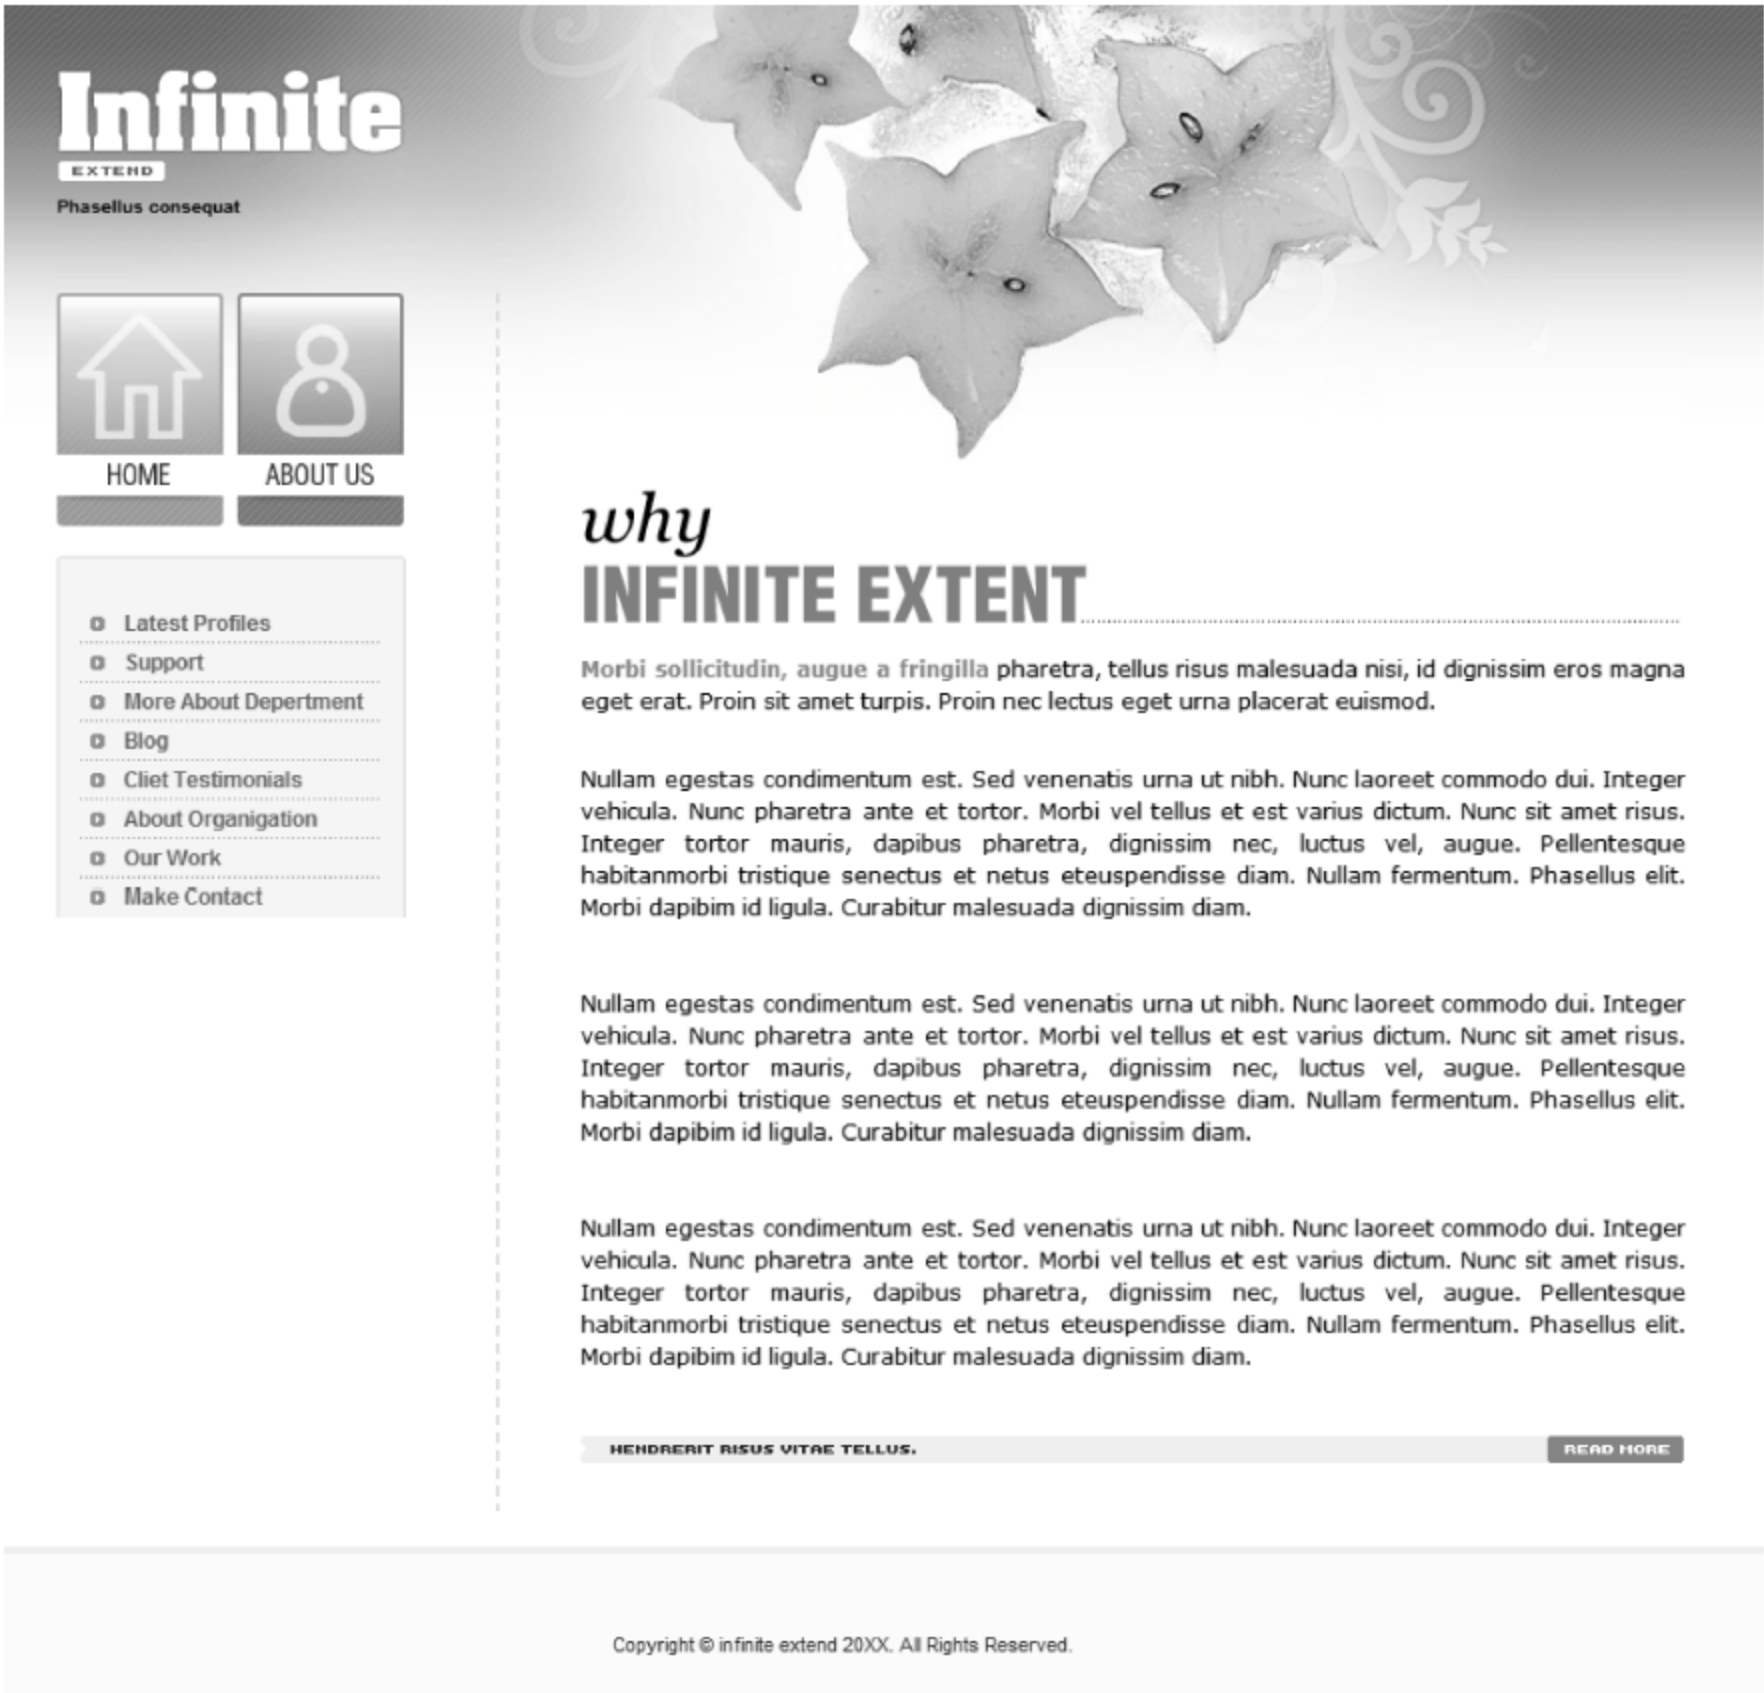 Infinite
EXTEND
Phasellus consequat
HOME
ABOUT US
Latest Profiles
Support
More About Depertment
Blog
Cliet Testimonials
About Organigation
Our Work
Make Contact
why
INFINITE EXTENT
Morbi sollicitudin, augue a fringilla pharetra, tellus risus malesuada nisi, id dignissim eros magna
eget erat. Proin sit amet turpis. Proin nec lectus eget urna placerat euismod.
Nullam egestas condimentum est. Sed venenatis urna ut nibh. Nunc laoreet commodo dui. Integer
vehicula. Nunc pharetra ante et tortor. Morbi vel tellus et est varius dictum. Nunc sit amet risus.
Integer tortor mauris, dapibus pharetra, dignissim nec, luctus vel, augue. Pellentesque
habitanmorbi tristique senectus et netus eteuspendisse diam. Nullam fermentum. Phasellus elit.
Morbi dapibim id ligula. Curabitur malesuada dignissim diam.
Nullam egestas condimentum est. Sed venenatis urna ut nibh. Nunc laoreet commodo dui. Integer
vehicula. Nunc pharetra ante et tortor. Morbi vel tellus et est varius dictum. Nunc sit amet risus.
Integer tortor mauris, dapibus pharetra, dignissim nec, luctus vel, augue. Pellentesque
habitanmorbi tristique senectus et netus eteuspendisse diam. Nullam fermentum. Phasellus elit.
Morbi dapibim id ligula. Curabitur malesuada dignissim diam.
Nullam egestas condimentum est. Sed venenatis urna ut nibh. Nunc laoreet commodo dui. Integer
vehicula. Nunc pharetra ante et tortor. Morbi vel tellus et est varius dictum. Nunc sit amet risus.
Integer tortor mauris, dapibus pharetra, dignissim nec, luctus vel, augue. Pellentesque
habitanmorbi tristique senectus et netus eteuspendisse diam. Nullam fermentum. Phasellus elit.
Morbi dapibim id ligula. Curabitur malesuada dignissim diam.
HENDRERIT RISUS VITAE TELLUS.
READ MORE
Copyright © infinite extend 20XX. All Rights Reserved.